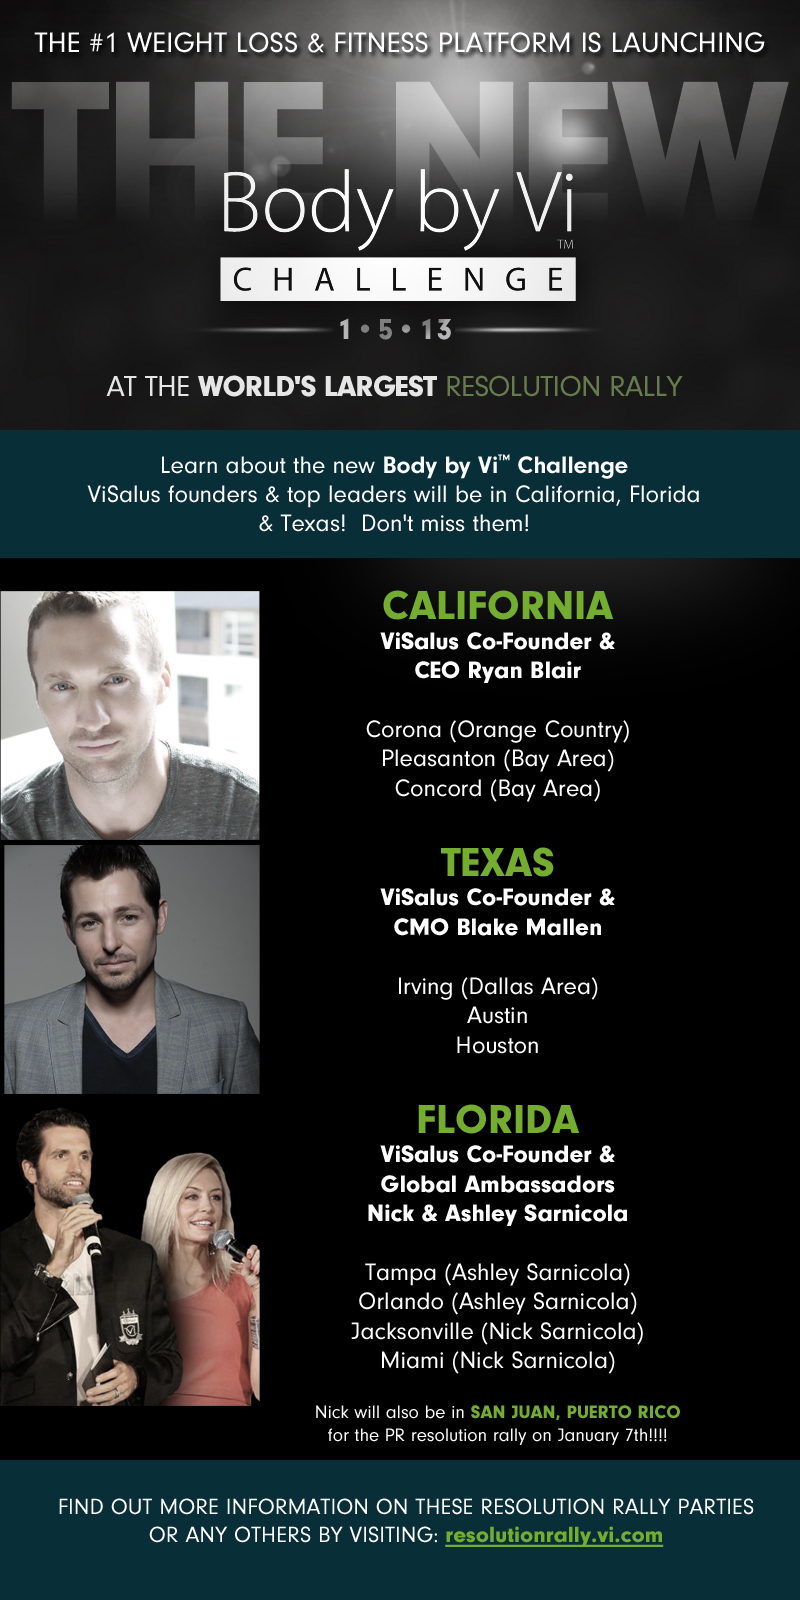 THE #1 WEIGHT LOSS & FITNESS PLATFORM IS LAUNCHING
THE NEW
Body by Vi™
CHALLENGE
1 • 5 • 13
AT THE WORLD'S LARGEST RESOLUTION RALLY
Learn about the new Body by Vi™ Challenge
ViSalus founders & top leaders will be in California, Florida
& Texas! Don't miss them!
CALIFORNIA
ViSalus Co-Founder &
CEO Ryan Blair
Corona (Orange Country)
Pleasanton (Bay Area)
Concord (Bay Area)
TEXAS
ViSalus Co-Founder &
CMO Blake Mallen
Irving (Dallas Area)
Austin
Houston
FLORIDA
ViSalus Co-Founder &
Global Ambassadors
Nick & Ashley Sarnicola
Tampa (Ashley Sarnicola)
Orlando (Ashley Sarnicola)
Jacksonville (Nick Sarnicola)
Miami (Nick Sarnicola)
Nick will also be in SAN JUAN, PUERTO RICO
for the PR resolution rally on January 7th!!!!
FIND OUT MORE INFORMATION ON THESE RESOLUTION RALLY PARTIES
OR ANY OTHERS BY VISITING: resolutionrally.vi.com